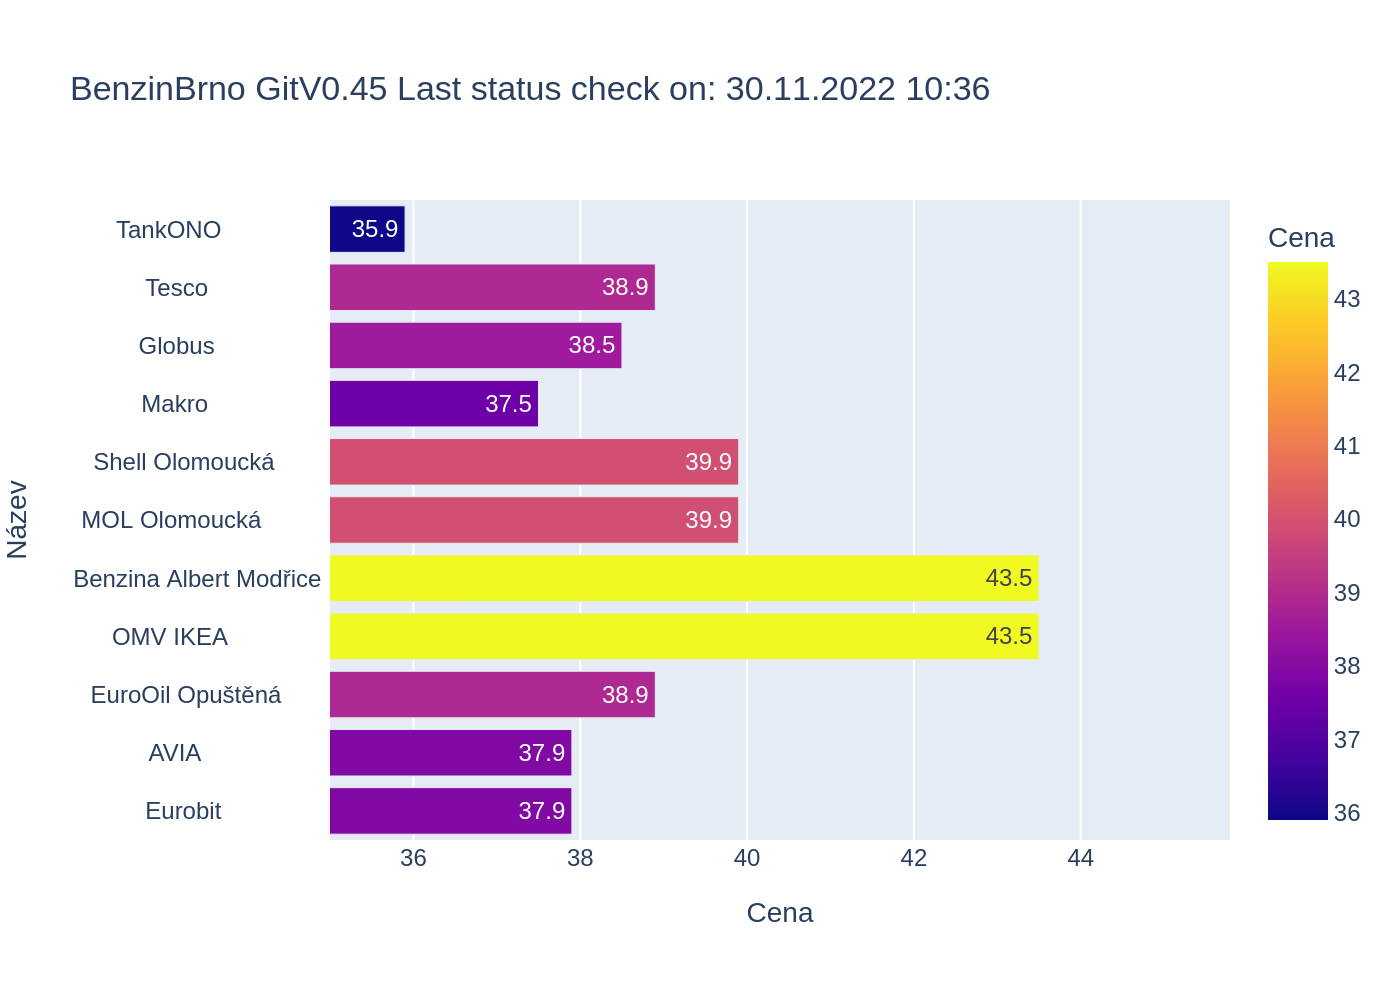 BenzinBrno GitV0.45 Last status check on: 30.11.2022 10:36
Název
TankONO 35.9
Tesco 38.9
Globus 38.5
Makro 37.5
Shell Olomoucká 39.9
MOL Olomoucká 39.9
Benzina Albert Modřice 43.5
OMV IKEA 43.5
EuroOil Opuštěná 38.9
AVIA 37.9
Eurobit 37.9
36 38 40 42 44
Cena
Cena
43
42
41
40
39
38
37
36